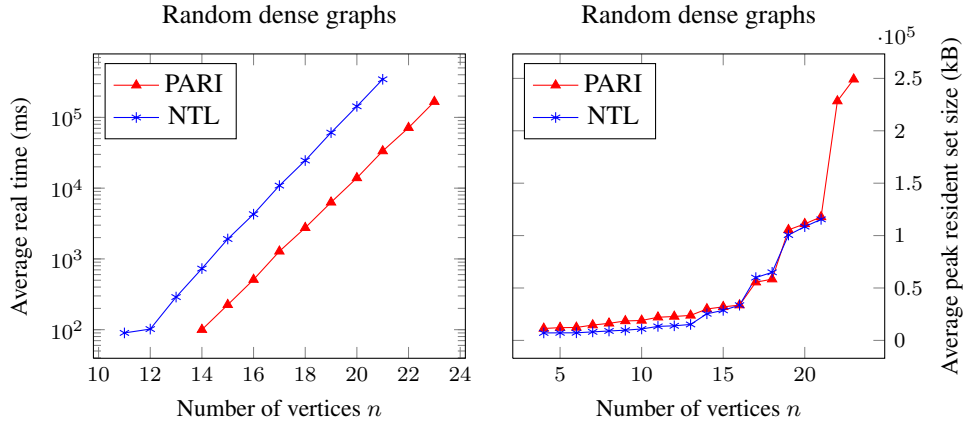 Random dense graphs
Average real time (ms)
10^5
10^4
10^3
10^2
PARI
NTL
10 12 14 16 18 20 22 24
Number of vertices n
Random dense graphs
·10^5
PARI
NTL
2.5
2
1.5
1
0.5
0
Average peak resident set size (kB)
5 10 15 20
Number of vertices n